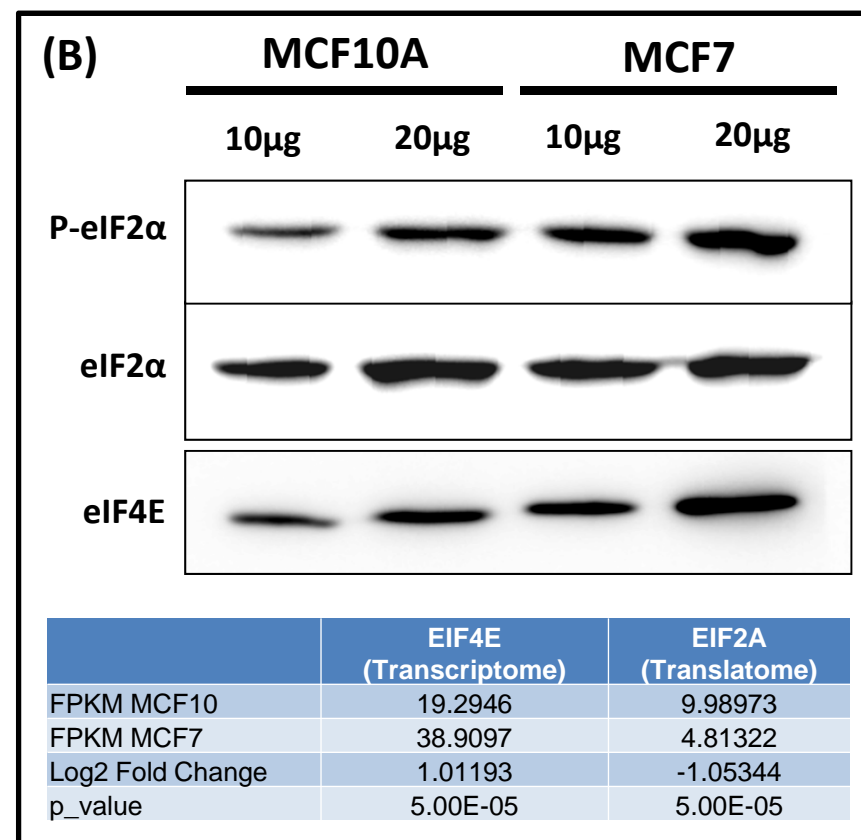 (B) MCF10A MCF7
10µg 20µg 10µg 20µg
P-eIF2α
eIF2α
eIF4E
EIF4E EIF2A
(Transcriptome) (Translatome)
FPKM MCF10 19.2946 9.98973
FPKM MCF7 38.9097 4.81322
Log2 Fold Change 1.01193 -1.05344
p_value 5.00E-05 5.00E-05